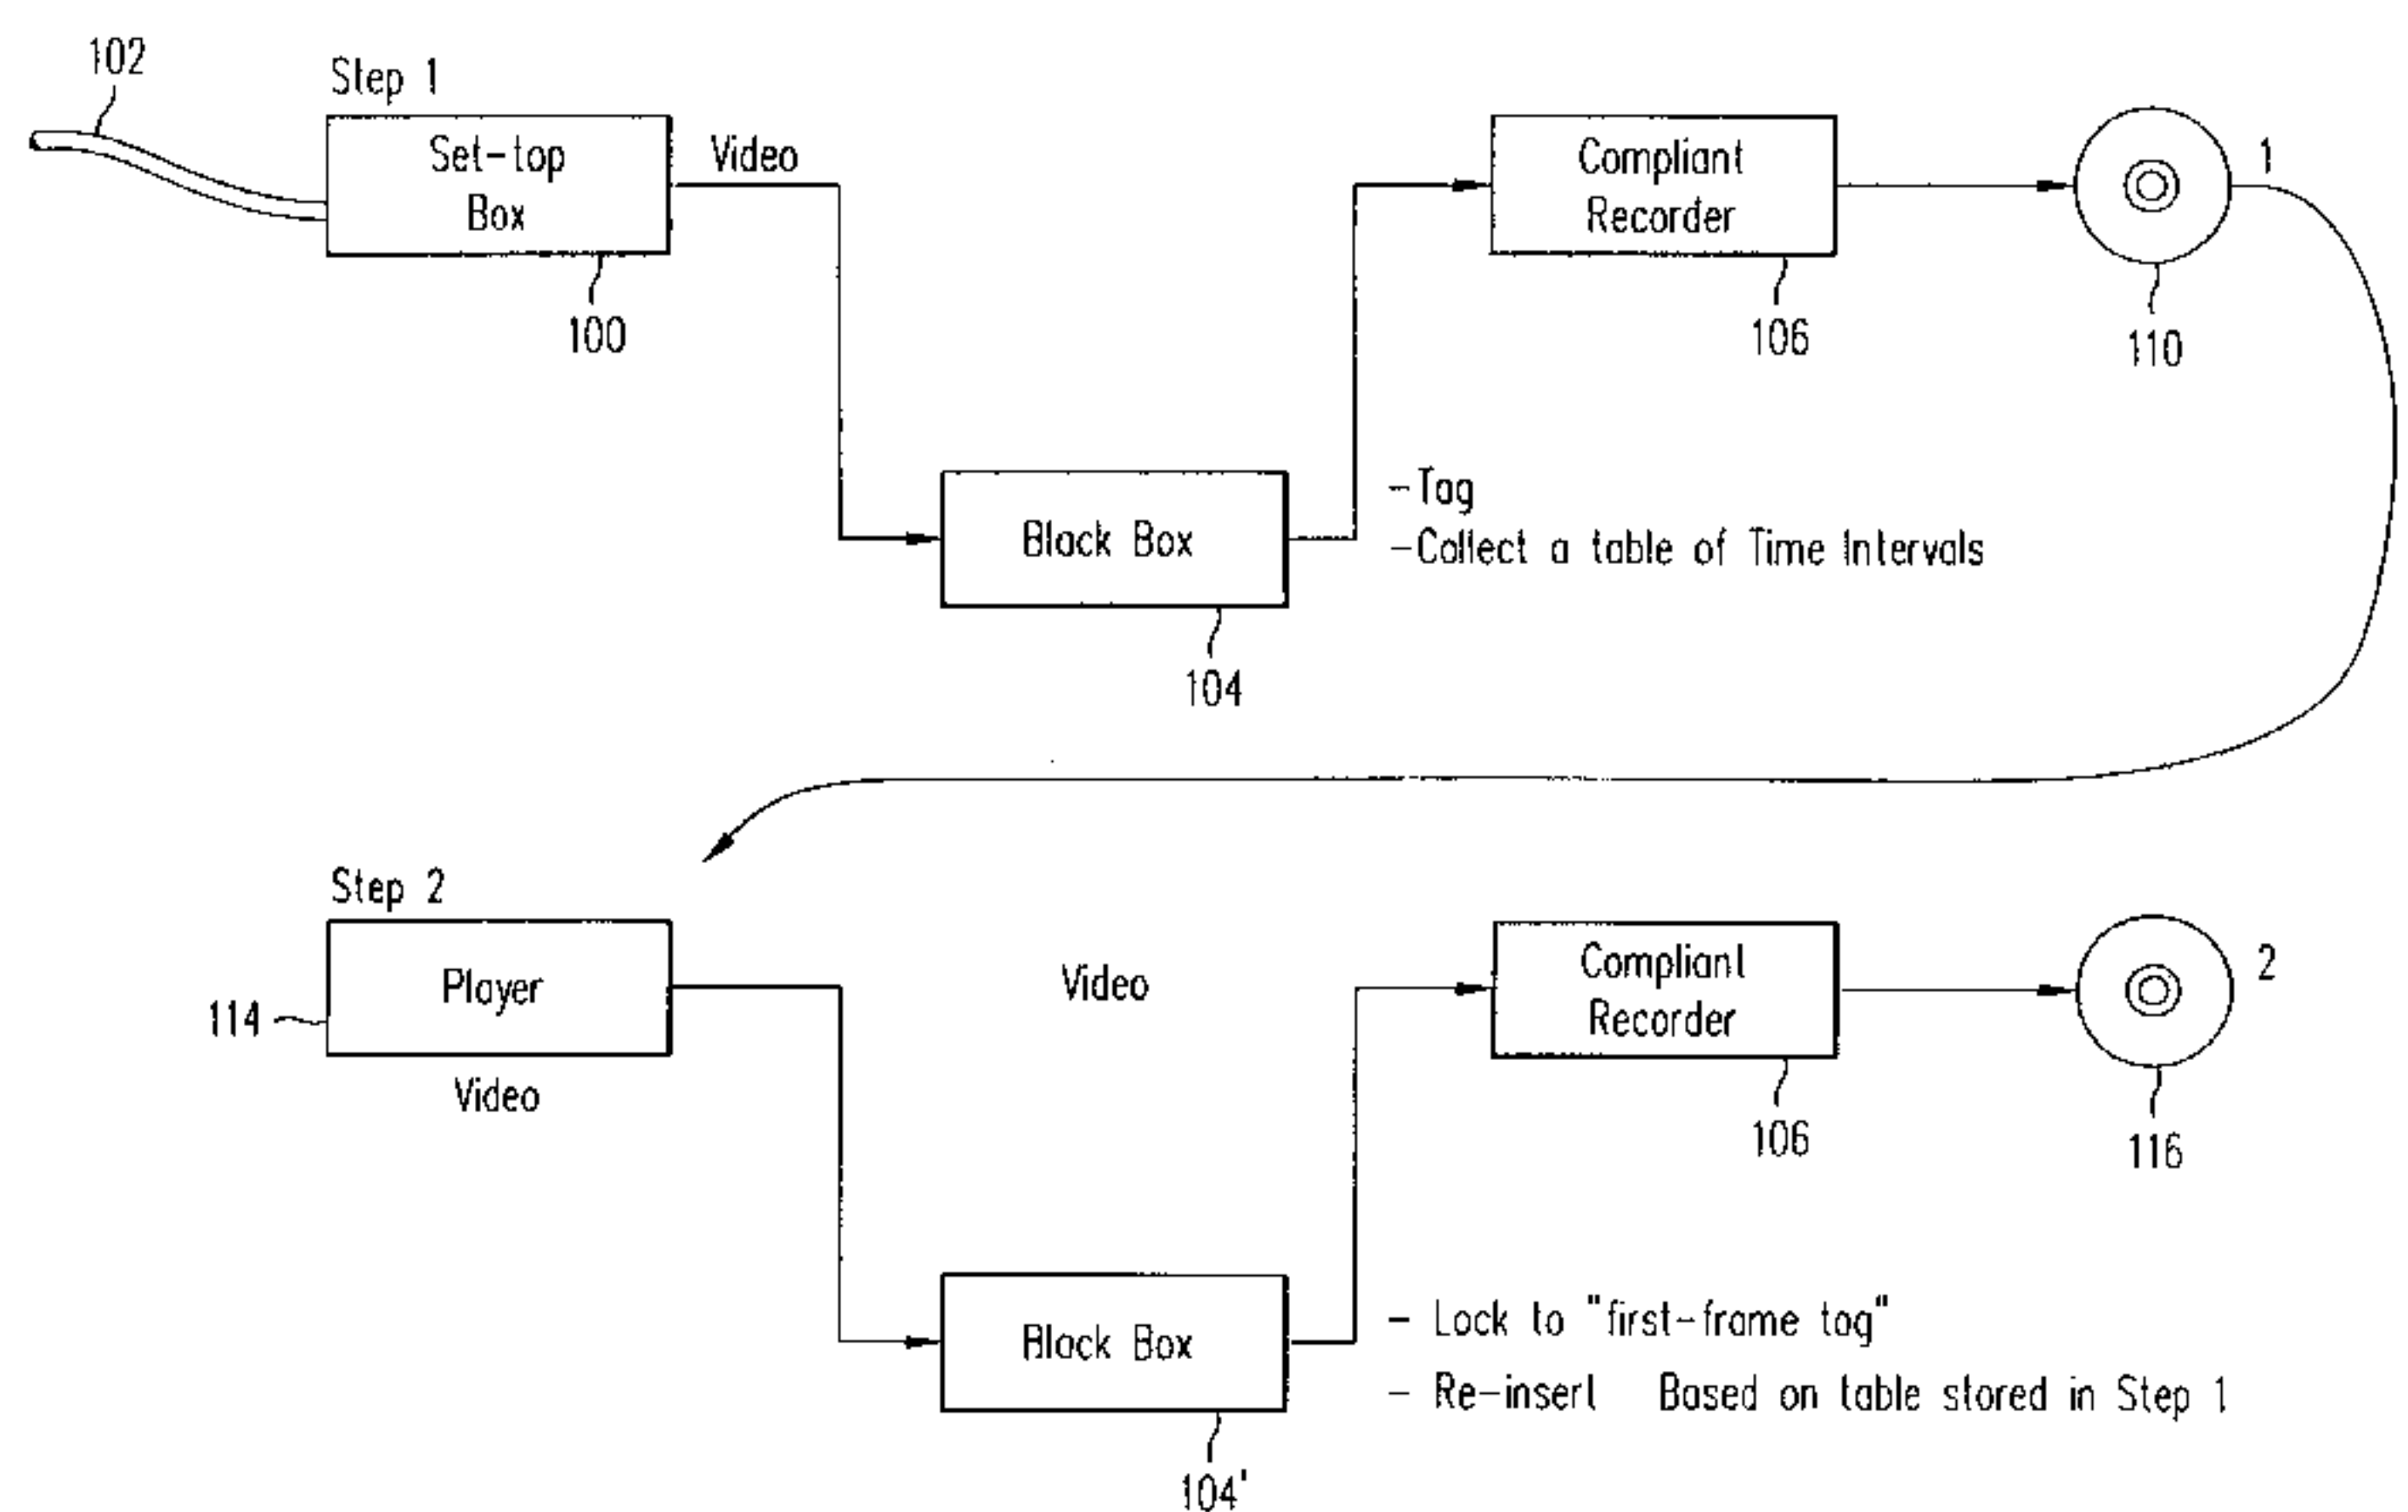 102
Step 1
Set-top
Box
100
Video
Compliant
Recorder
106
1
110
Black Box
104
-Tag
-Collect a table of Time Intervals
Step 2
Player
114
Video
Video
Compliant
Recorder
106
2
116
Black Box
104'
- Lock to "first-frame tag"
- Re-insert Based on table stored in Step 1